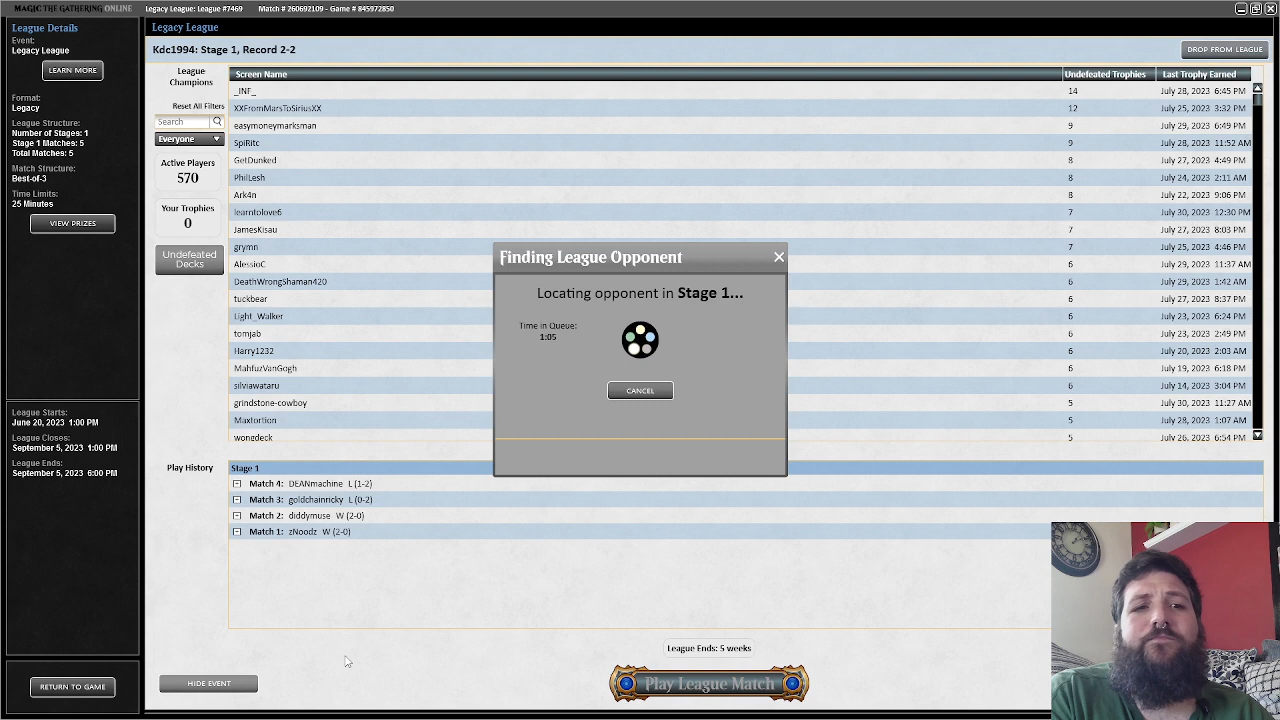 MAGIC THE GATHERING ONLINE
Legacy League: League #7469
Match # 260692109 - Game # 845972850
League Details
Event:
Legacy League
LEARN MORE
Format:
Legacy
League Structure:
Number of Stages: 1
Stage 1 Matches: 5
Total Matches: 5
Match Structure:
Best-of-3
Time Limits:
25 Minutes
VIEW PRIZES
League Starts:
June 20, 2023 1:00 PM
League Closes:
September 5, 2023 1:00 PM
League Ends:
September 5, 2023 6:00 PM
RETURN TO GAME
Legacy League
Kdc1994: Stage 1, Record 2-2
DROP FROM LEAGUE
League
Champions
Reset All Filters
Search
Everyone
Active Players
570
Your Trophies
0
Undefeated
Decks
Screen Name Undefeated Trophies Last Trophy Earned
_INF_ 14 July 28, 2023 6:45 PM
XXFromMarsToSiriusXX 12 July 25, 2023 3:32 PM
easymoneymarksman 9 July 29, 2023 6:49 PM
SpiRitc 9 July 28, 2023 11:52 AM
GetDunked 8 July 27, 2023 4:49 PM
PhilLesh 8 July 24, 2023 2:11 AM
Ark4n 8 July 22, 2023 9:06 PM
learntolove6 7 July 30, 2023 12:30 PM
JamesKisau 7 July 27, 2023 8:03 PM
grymn 7 July 25, 2023 4:46 PM
AlessioC 6 July 29, 2023 11:37 AM
DeathWrongShaman420 6 July 29, 2023 1:42 AM
tuckbear 6 July 27, 2023 8:37 PM
Light_Walker 6 July 23, 2023 6:24 PM
tomjab 6 July 23, 2023 2:49 PM
Harry1232 6 July 20, 2023 2:03 AM
MahfuzVanGogh 6 July 19, 2023 6:18 PM
silviawataru 6 July 14, 2023 3:04 PM
grindstone-cowboy 5 July 30, 2023 11:27 AM
Maxtortion 5 July 28, 2023 1:07 AM
wongdeck 5 July 26, 2023 6:54 PM
Finding League Opponent
Locating opponent in Stage 1...
Time in Queue:
1:05
CANCEL
Play History
Stage 1
Match 4: DEANmachine L (1-2)
Match 3: goldchainricky L (0-2)
Match 2: diddymuse W (2-0)
Match 1: zNoodz W (2-0)
League Ends: 5 weeks
HIDE EVENT
Play League Match